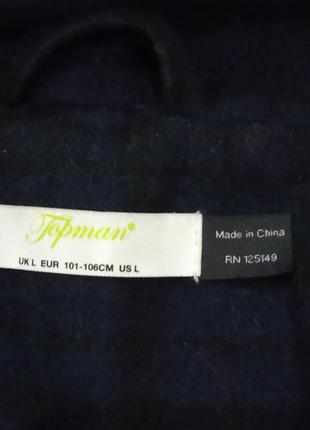 Topman®
UK L EUR 101-106CM US L
Made in China
RN 125149